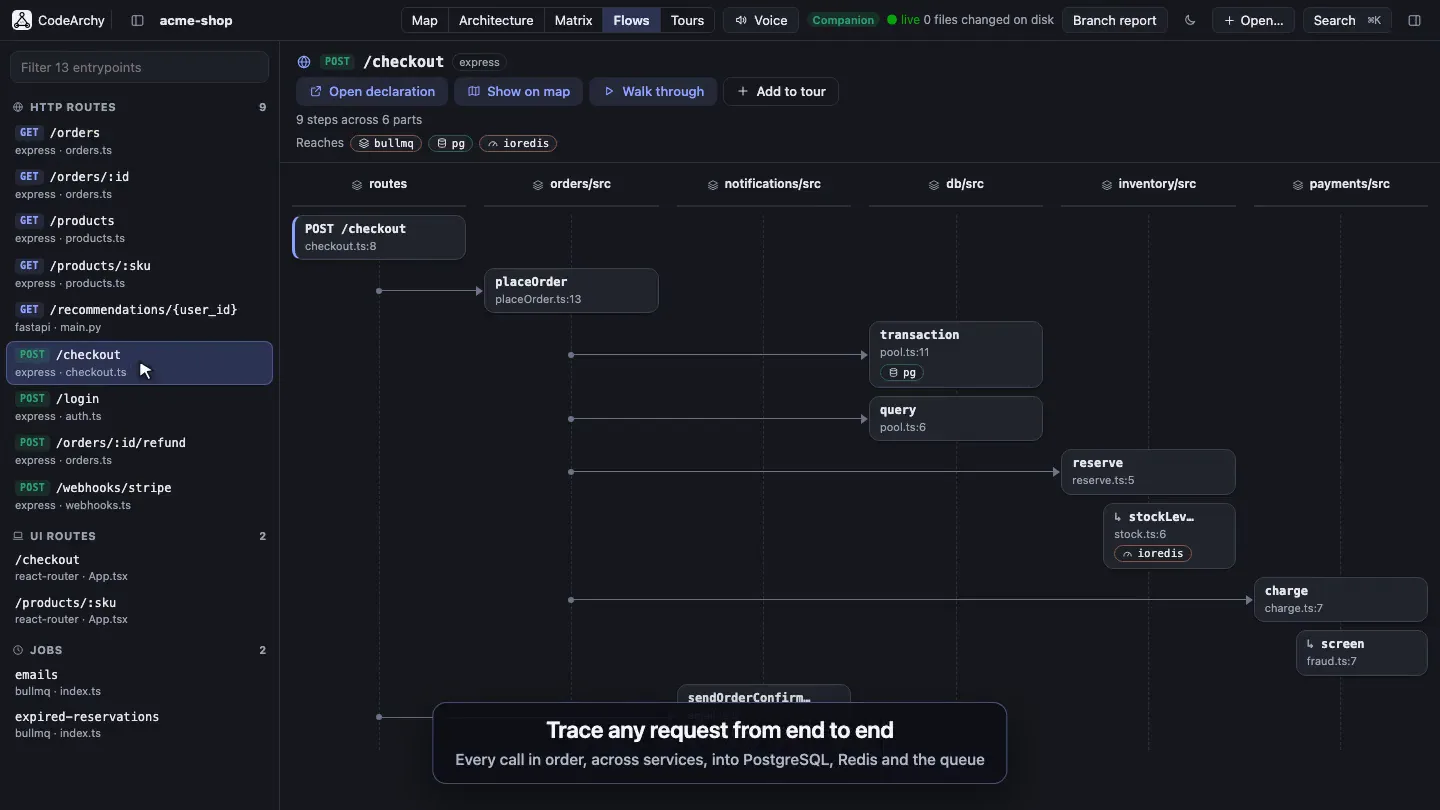 CodeArchy acme-shop Map Architecture Matrix Flows Tours Voice Companion live 0 files changed on disk Branch report + Open... Search ⌘K
Filter 13 entrypoints
HTTP ROUTES 9
GET /orders
express · orders.ts
GET /orders/:id
express · orders.ts
GET /products
express · products.ts
GET /products/:sku
express · products.ts
GET /recommendations/{user_id}
fastapi · main.py
POST /checkout
express · checkout.ts
POST /login
express · auth.ts
POST /orders/:id/refund
express · orders.ts
POST /webhooks/stripe
express · webhooks.ts
UI ROUTES 2
/checkout
react-router · App.tsx
/products/:sku
react-router · App.tsx
JOBS 2
emails
bullmq · index.ts
expired-reservations
bullmq · index.ts
POST /checkout express
Open declaration Show on map Walk through + Add to tour
9 steps across 6 parts
Reaches bullmq pg ioredis
routes orders/src notifications/src db/src inventory/src payments/src
POST /checkout
checkout.ts:8
placeOrder
placeOrder.ts:13
transaction
pool.ts:11
pg
query
pool.ts:6
reserve
reserve.ts:5
↳ stockLev…
stock.ts:6
ioredis
charge
charge.ts:7
↳ screen
fraud.ts:7
sendOrderConfirm…
Trace any request from end to end
Every call in order, across services, into PostgreSQL, Redis and the queue